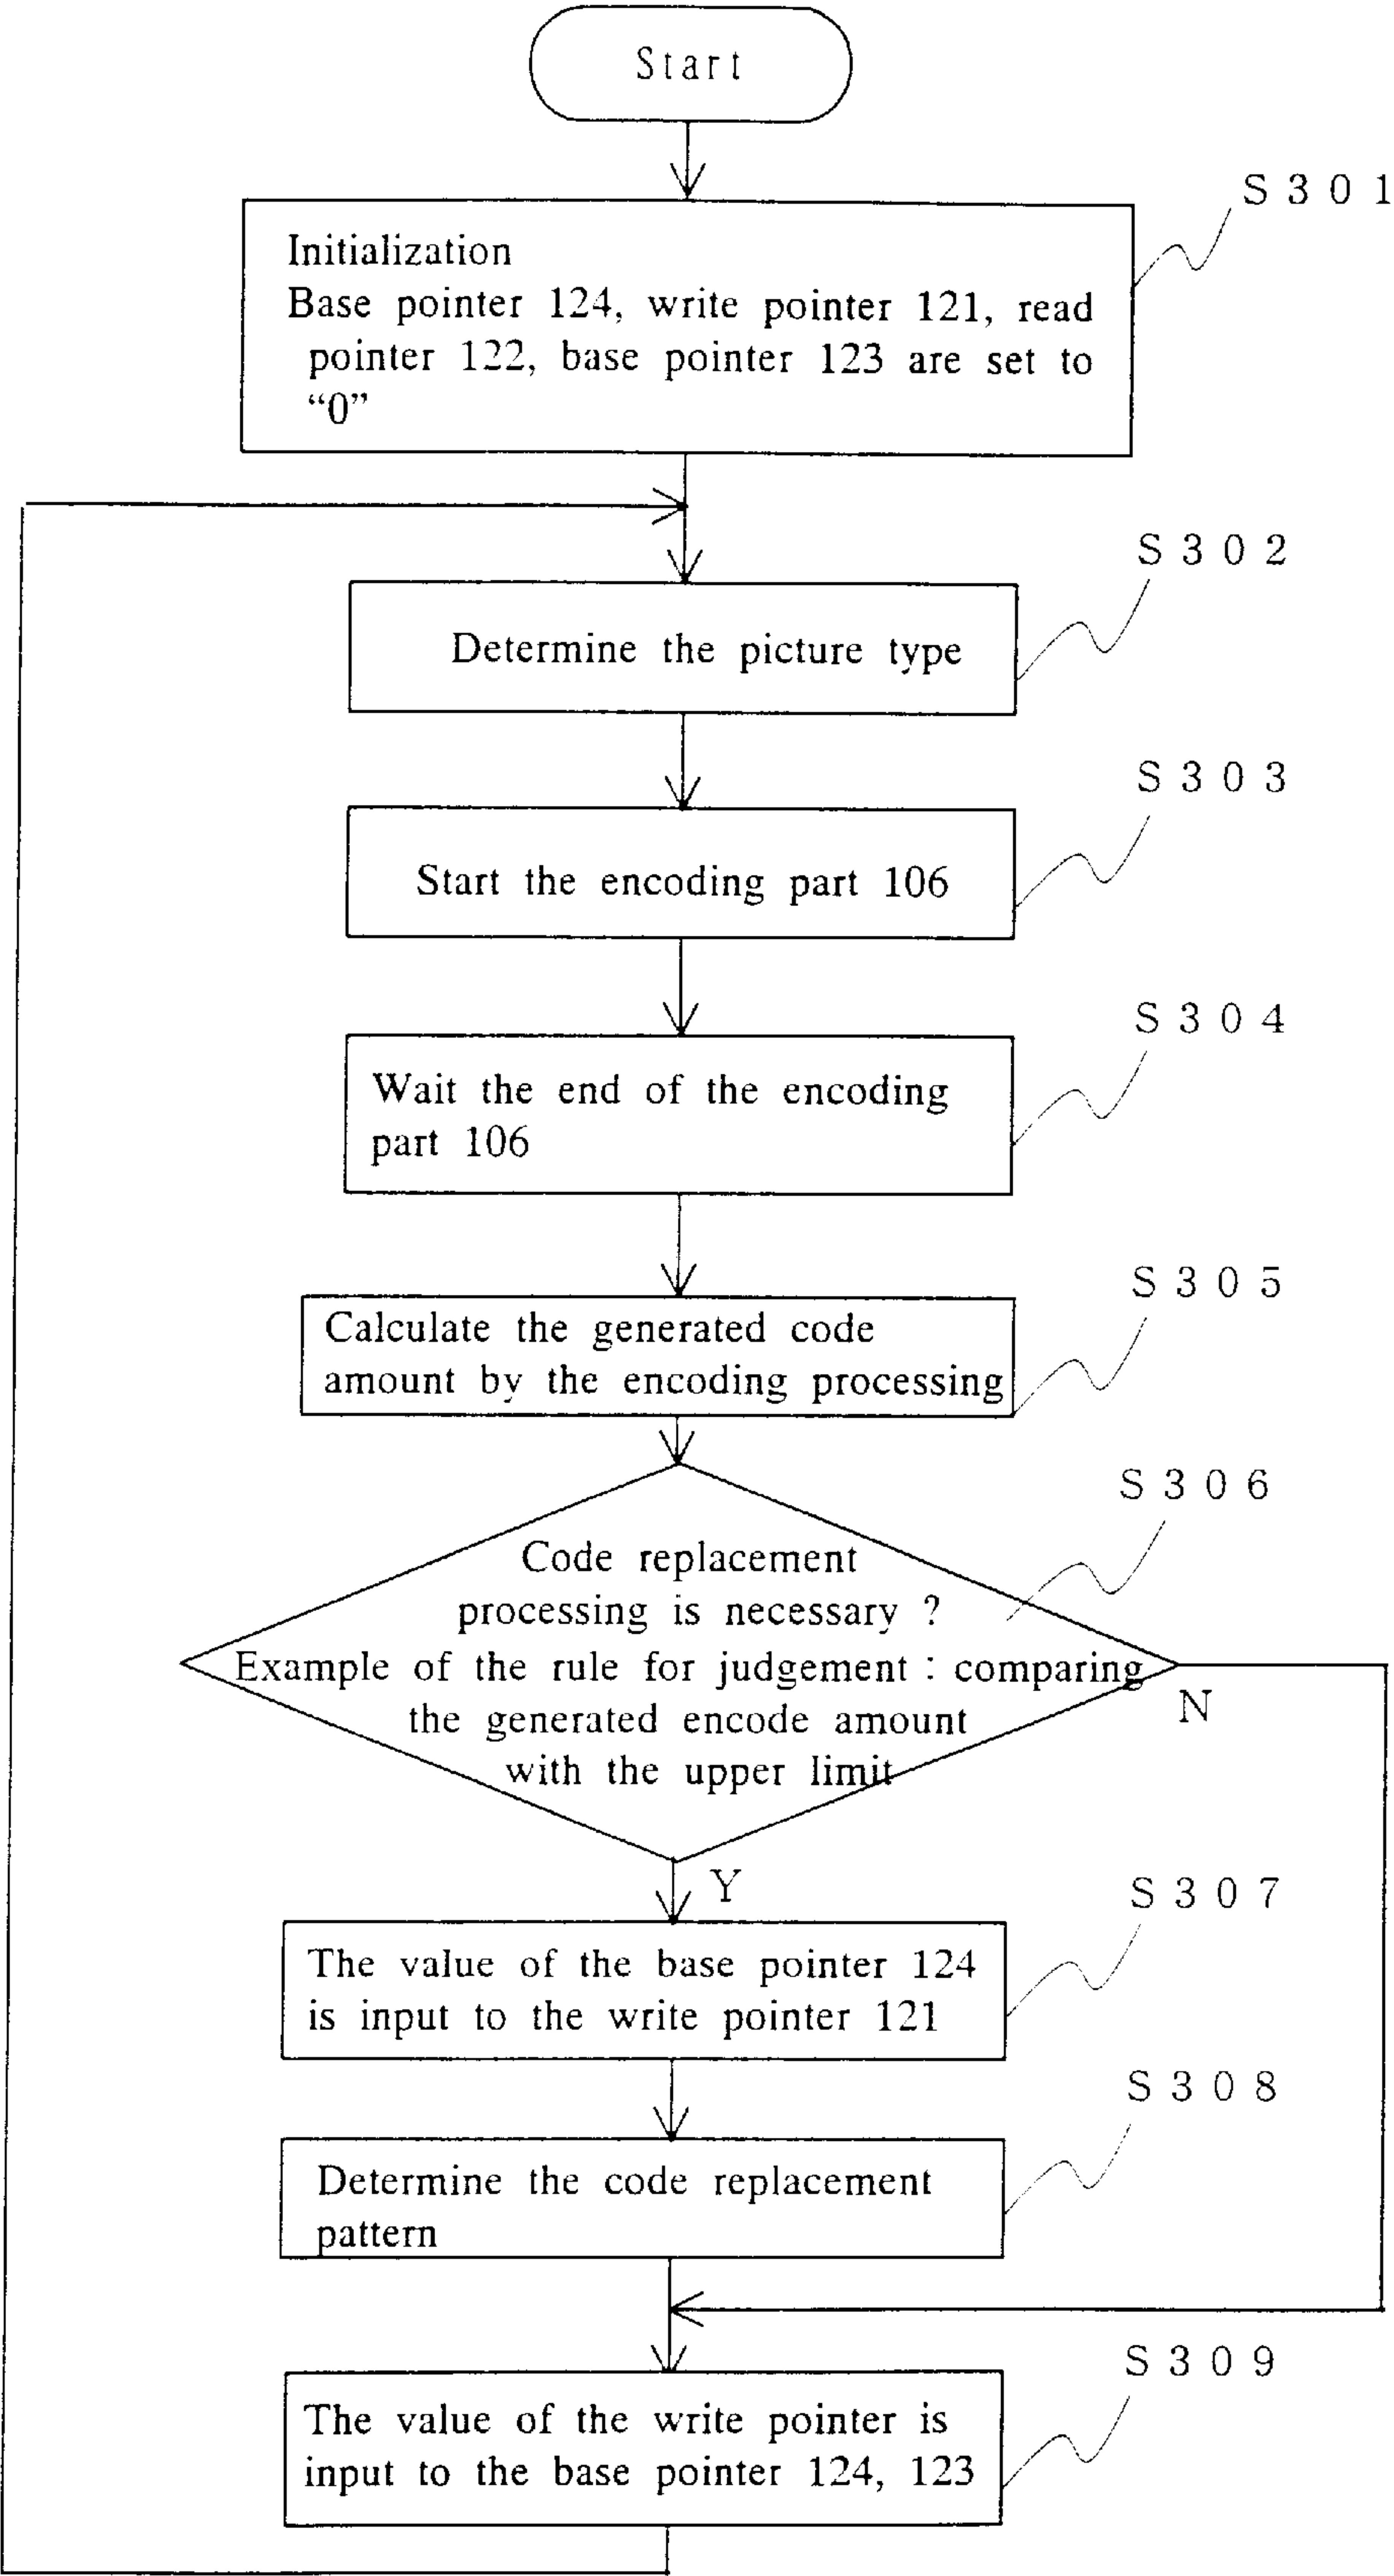 Start
S301
Initialization
Base pointer 124, write pointer 121, read
pointer 122, base pointer 123 are set to
“0”
S302
Determine the picture type
S303
Start the encoding part 106
S304
Wait the end of the encoding
part 106
S305
Calculate the generated code
amount by the encoding processing
S306
Code replacement
processing is necessary ?
Example of the rule for judgement : comparing
the generated encode amount
with the upper limit
N
Y
S307
The value of the base pointer 124
is input to the write pointer 121
S308
Determine the code replacement
pattern
S309
The value of the write pointer is
input to the base pointer 124, 123